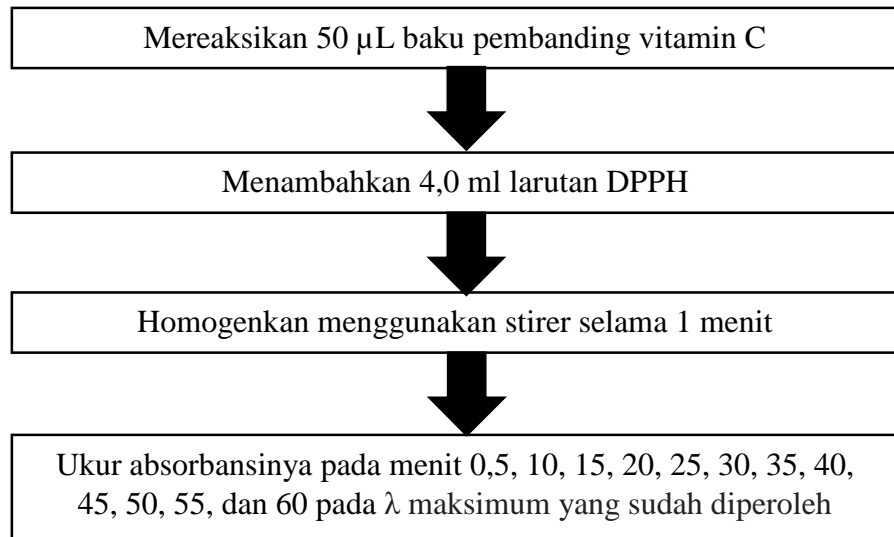 Mereaksikan 50 µL baku pembanding vitamin C
Menambahkan 4,0 ml larutan DPPH
Homogenkan menggunakan stirer selama 1 menit
Ukur absorbansinya pada menit 0,5, 10, 15, 20, 25, 30, 35, 40,
45, 50, 55, dan 60 pada λ maksimum yang sudah diperoleh